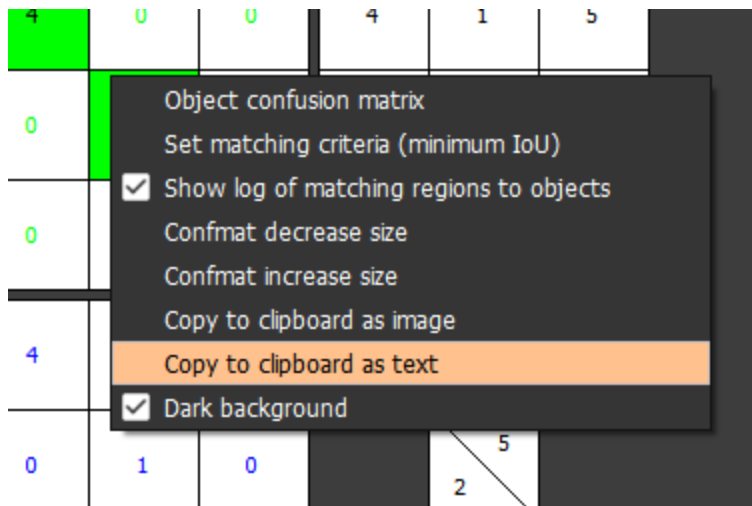 4 0 0 4 1 5
Object confusion matrix
0
Set matching criteria (minimum IoU)
Show log of matching regions to objects
0 Confmat decrease size
Confmat increase size
Copy to clipboard as image
4 Copy to clipboard as text
Dark background
5
0 1 0
2